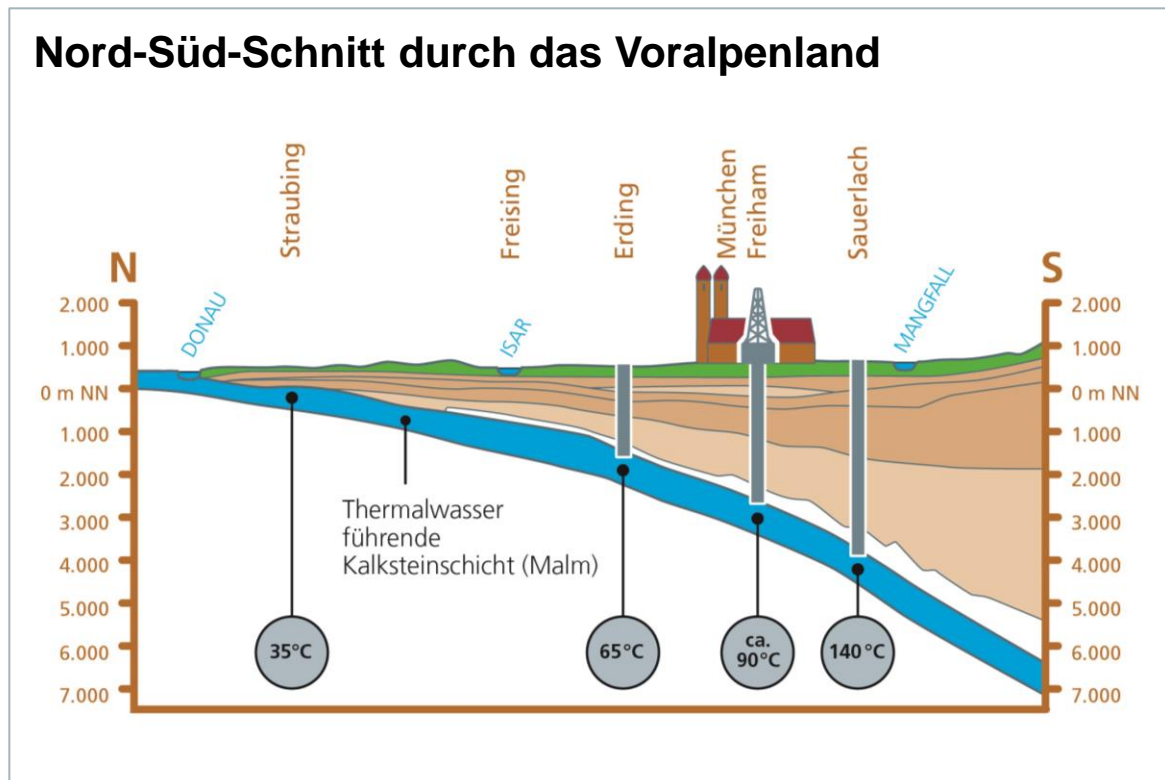 Nord-Süd-Schnitt durch das Voralpenland
Straubing
Freising
Erding
München
Freiham
Sauerlach
N
S
DONAU
ISAR
MANGFALL
2.000
1.000
0 m NN
1.000
2.000
3.000
4.000
5.000
6.000
7.000
2.000
1.000
0 m NN
1.000
2.000
3.000
4.000
5.000
6.000
7.000
Thermalwasser
führende
Kalksteinschicht (Malm)
35°C
65°C
ca.
90°C
140°C